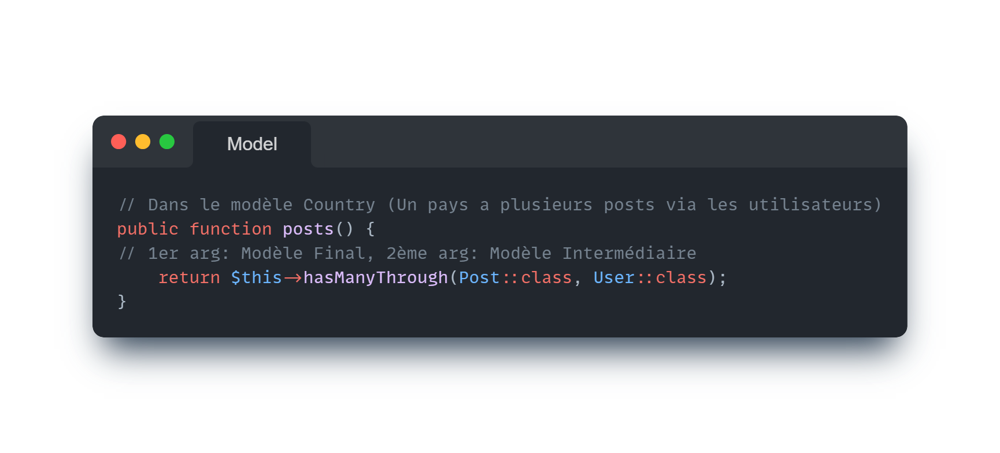 Model
// Dans le modèle Country (Un pays a plusieurs posts via les utilisateurs)
public function posts() {
// 1er arg: Modèle Final, 2ème arg: Modèle Intermédiaire
    return $this->hasManyThrough(Post::class, User::class);
}